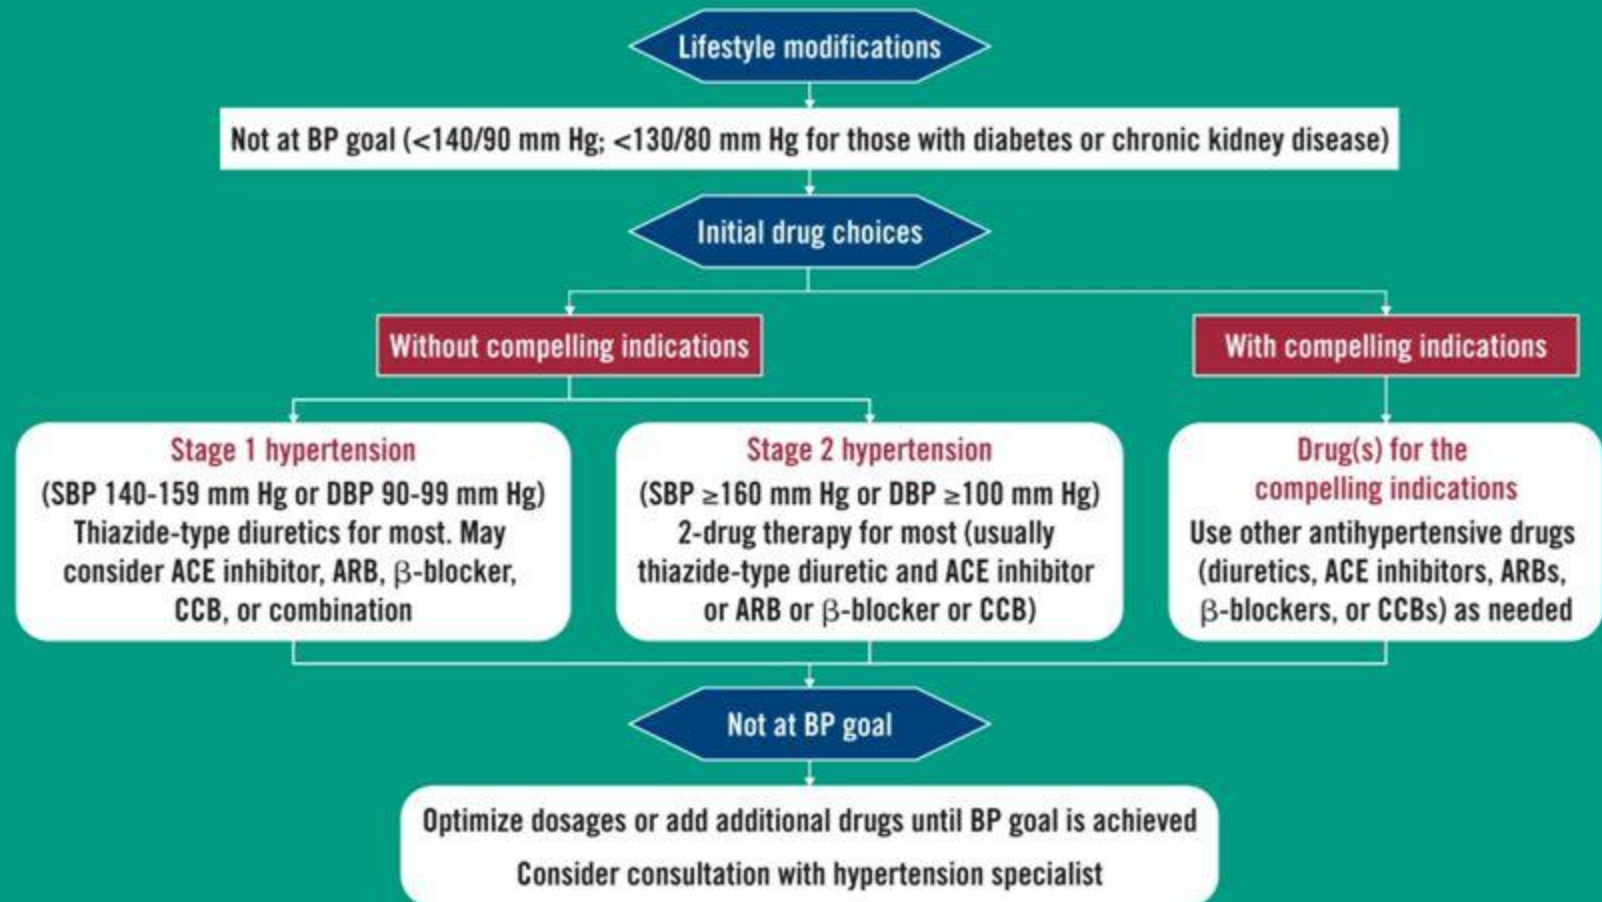 Lifestyle modifications
Not at BP goal (<140/90 mm Hg; <130/80 mm Hg for those with diabetes or chronic kidney disease)
Initial drug choices
Without compelling indications
With compelling indications
Stage 1 hypertension
(SBP 140-159 mm Hg or DBP 90-99 mm Hg)
Thiazide-type diuretics for most. May
consider ACE inhibitor, ARB, β-blocker,
CCB, or combination
Stage 2 hypertension
(SBP ≥160 mm Hg or DBP ≥100 mm Hg)
2-drug therapy for most (usually
thiazide-type diuretic and ACE inhibitor
or ARB or β-blocker or CCB)
Drug(s) for the
compelling indications
Use other antihypertensive drugs
(diuretics, ACE inhibitors, ARBs,
β-blockers, or CCBs) as needed
Not at BP goal
Optimize dosages or add additional drugs until BP goal is achieved
Consider consultation with hypertension specialist